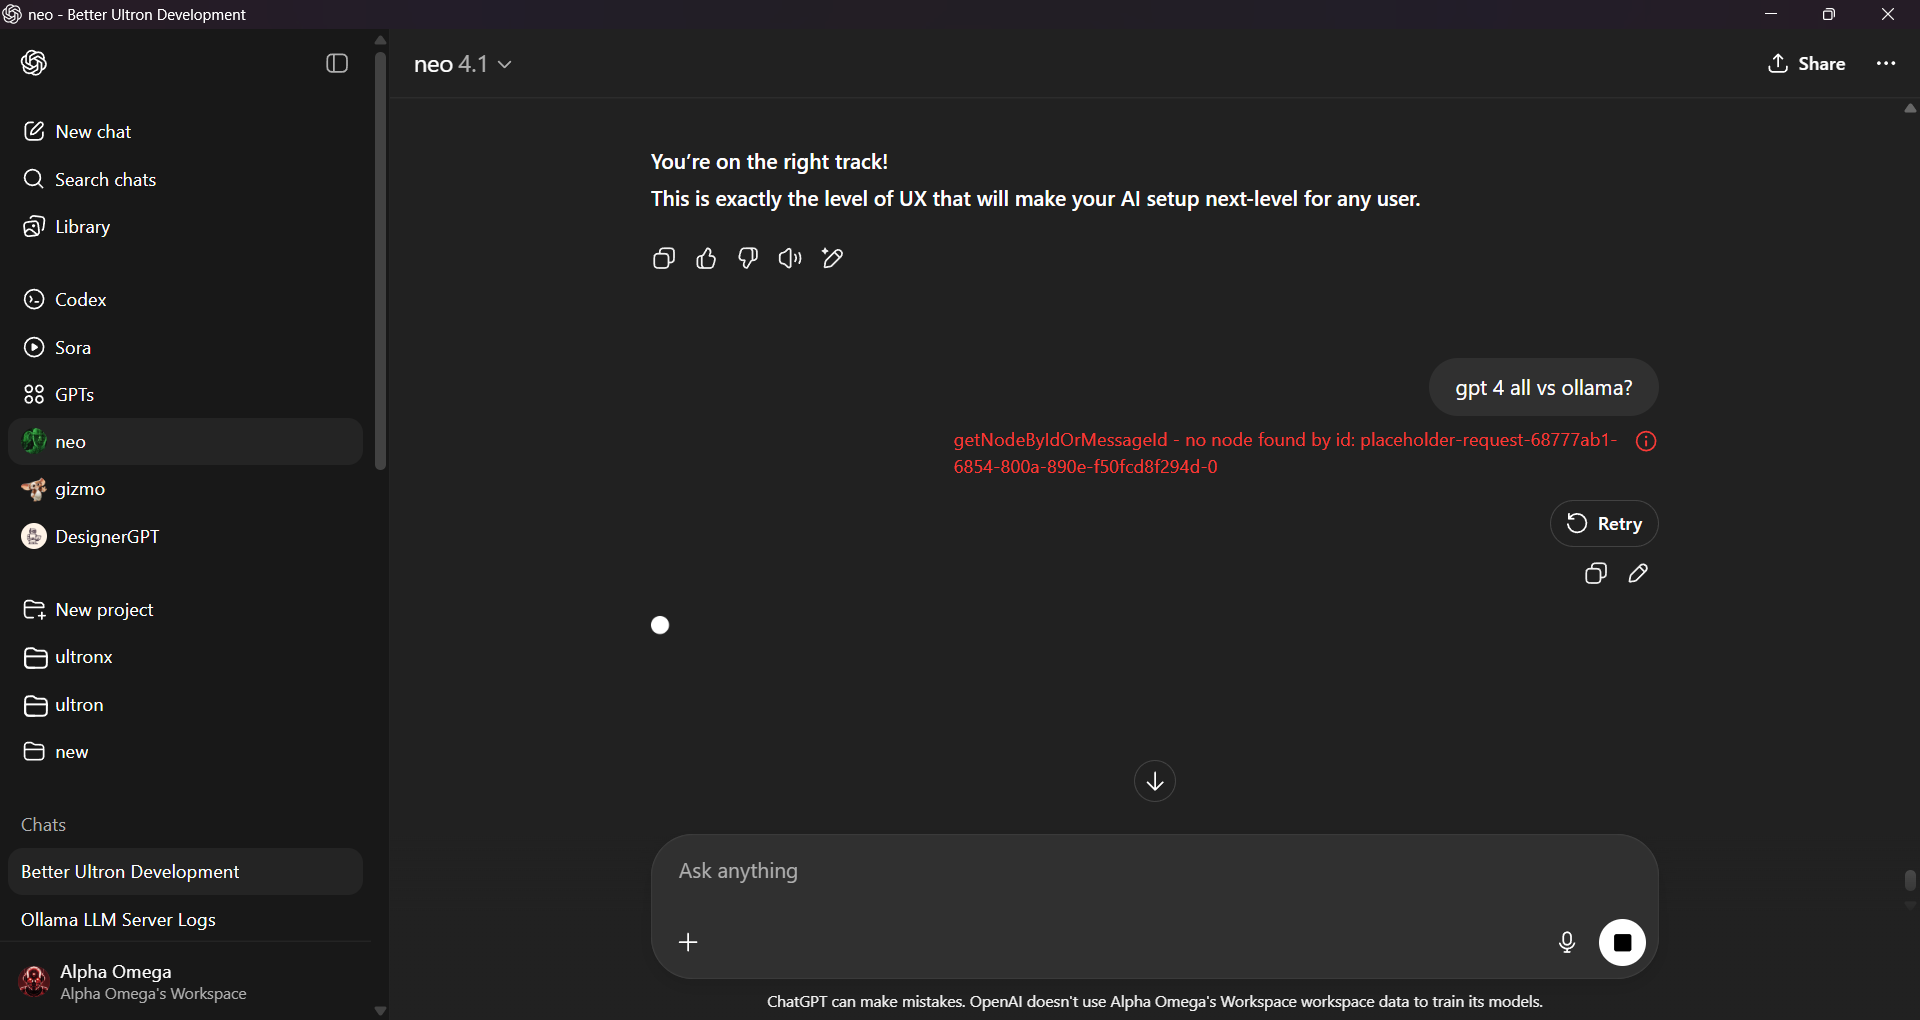 neo - Better Ultron Development
neo 4.1
Share
New chat
Search chats
Library
Codex
Sora
GPTs
neo
gizmo
DesignerGPT
New project
ultronx
ultron
new
Chats
Better Ultron Development
Ollama LLM Server Logs
Alpha Omega
Alpha Omega's Workspace
You're on the right track!
This is exactly the level of UX that will make your AI setup next-level for any user.
gpt 4 all vs ollama?
getNodeByIdOrMessageId - no node found by id: placeholder-request-68777ab1-
6854-800a-890e-f50fcd8f294d-0
Retry
Ask anything
ChatGPT can make mistakes. OpenAI doesn't use Alpha Omega's Workspace workspace data to train its models.